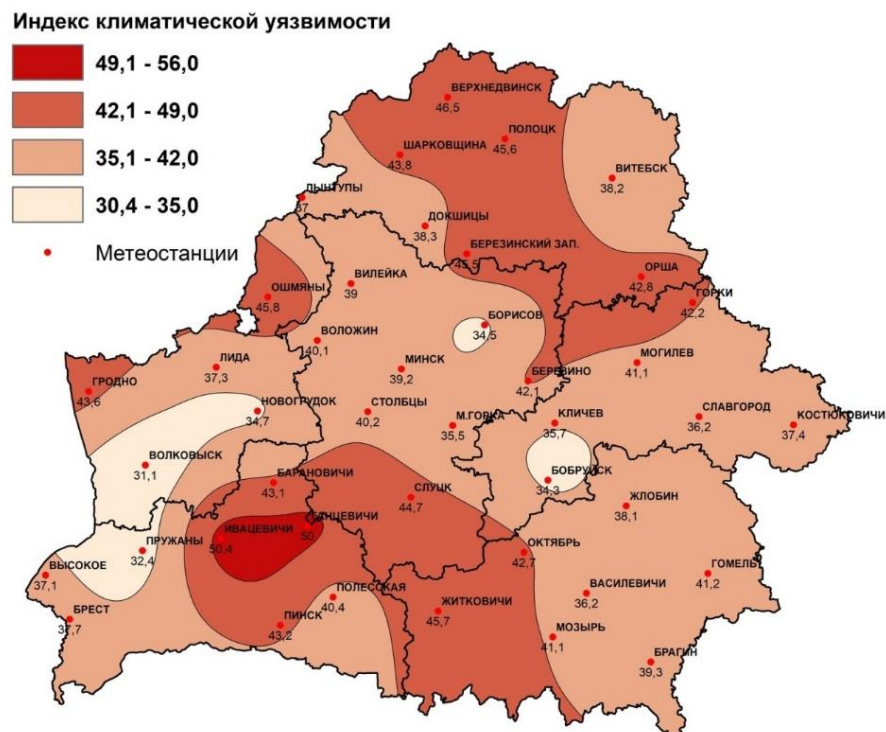 Индекс климатической уязвимости
49,1 - 56,0
42,1 - 49,0
35,1 - 42,0
30,4 - 35,0
Метеостанции
ВЕРХНЕДВИНСК
46,5
ПОЛОЦК
45,6
ШАРКОВЩИНА
43,8
ВИТЕБСК
38,2
ЛЫНТУПЫ
37
ДОКШИЦЫ
38,3
БЕРЕЗИНСКИЙ ЗАП.
45,5
ОРША
42,8
ГОРКИ
42,2
ОШМЯНЫ
45,8
ВИЛЕЙКА
39
БОРИСОВ
34,5
ВОЛОЖИН
40,1
МОГИЛЕВ
41,1
ЛИДА
37,3
МИНСК
39,2
БЕРЕЗИНО
42,1
ГРОДНО
43,6
НОВОГРУДОК
34,7
СТОЛБЦЫ
40,2
М.ГОРКА
35,5
КЛИЧЕВ
35,7
СЛАВГОРОД
36,2
КОСТЮКОВИЧИ
37,4
ВОЛКОВЫСК
31,1
БАРАНОВИЧИ
43,1
СЛУЦК
44,7
БОБРУЙСК
34,3
ЖЛОБИН
38,1
ГАНЦЕВИЧИ
50
ИВАЦЕВИЧИ
50,4
ПРУЖАНЫ
32,4
ОКТЯБРЬ
42,7
ВЫСОКОЕ
37,1
ГОМЕЛЬ
41,2
ПОЛЕССКАЯ
40,4
ВАСИЛЕВИЧИ
36,2
БРЕСТ
37,7
ПИНСК
43,2
ЖИТКОВИЧИ
45,7
МОЗЫРЬ
41,1
БРАГИН
39,3